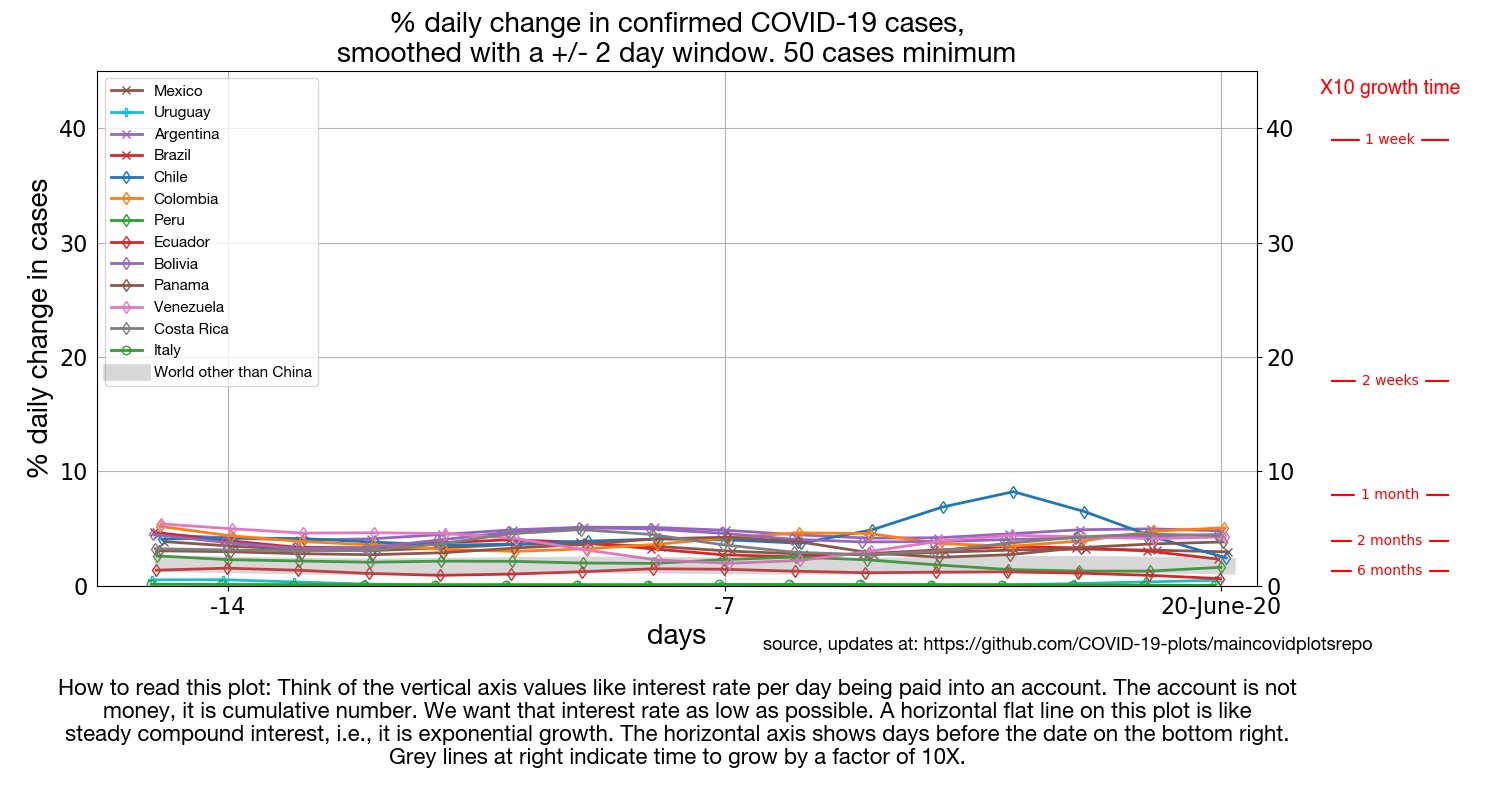 % daily change in confirmed COVID-19 cases,
smoothed with a +/- 2 day window. 50 cases minimum
X10 growth time
Mexico
Uruguay
Argentina
Brazil
Chile
Colombia
Peru
Ecuador
Bolivia
Panama
Venezuela
Costa Rica
Italy
World other than China
% daily change in cases
40
30
20
10
0
40
30
20
10
0
1 week
2 weeks
1 month
2 months
6 months
-14
-7
20-June-20
days
source, updates at: https://github.com/COVID-19-plots/maincovidplotsrepo
How to read this plot: Think of the vertical axis values like interest rate per day being paid into an account. The account is not
money, it is cumulative number. We want that interest rate as low as possible. A horizontal flat line on this plot is like
steady compound interest, i.e., it is exponential growth. The horizontal axis shows days before the date on the bottom right.
Grey lines at right indicate time to grow by a factor of 10X.